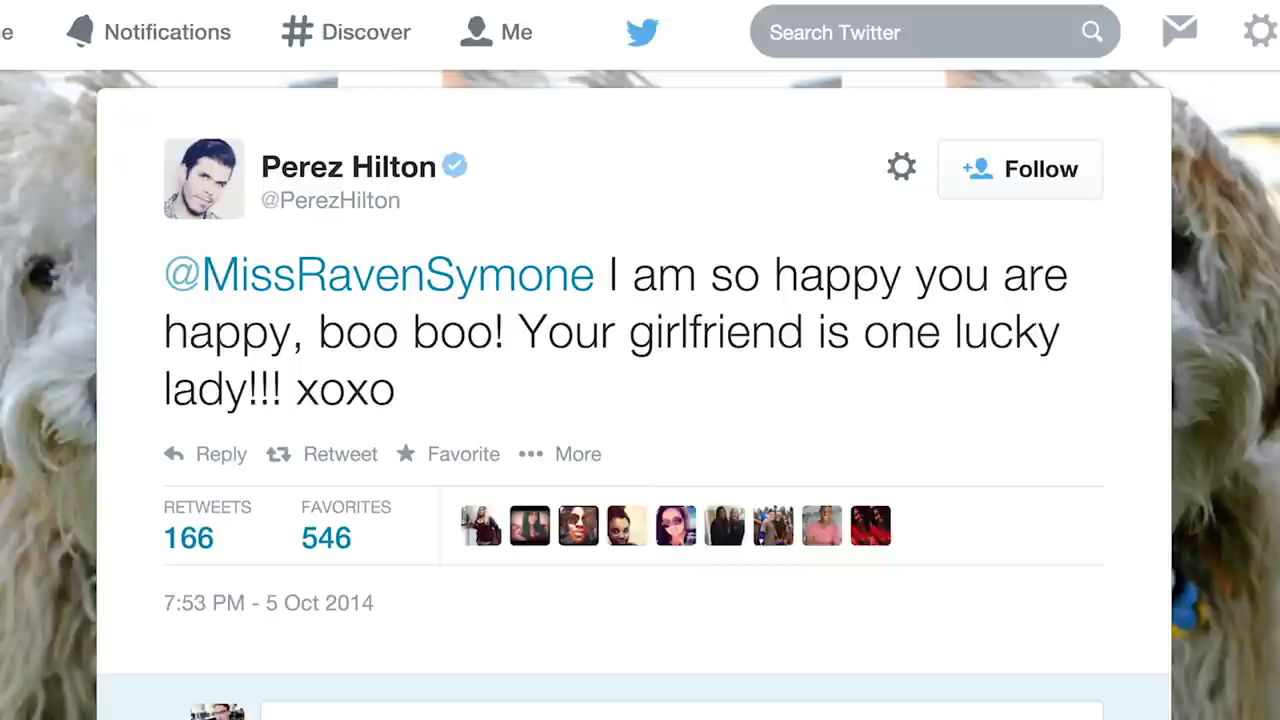 e Notifications Discover Me Search Twitter
Perez Hilton
@PerezHilton
Follow
@MissRavenSymone I am so happy you are
happy, boo boo! Your girlfriend is one lucky
lady!!! xoxo
Reply Retweet Favorite More
RETWEETS FAVORITES
166 546
7:53 PM - 5 Oct 2014